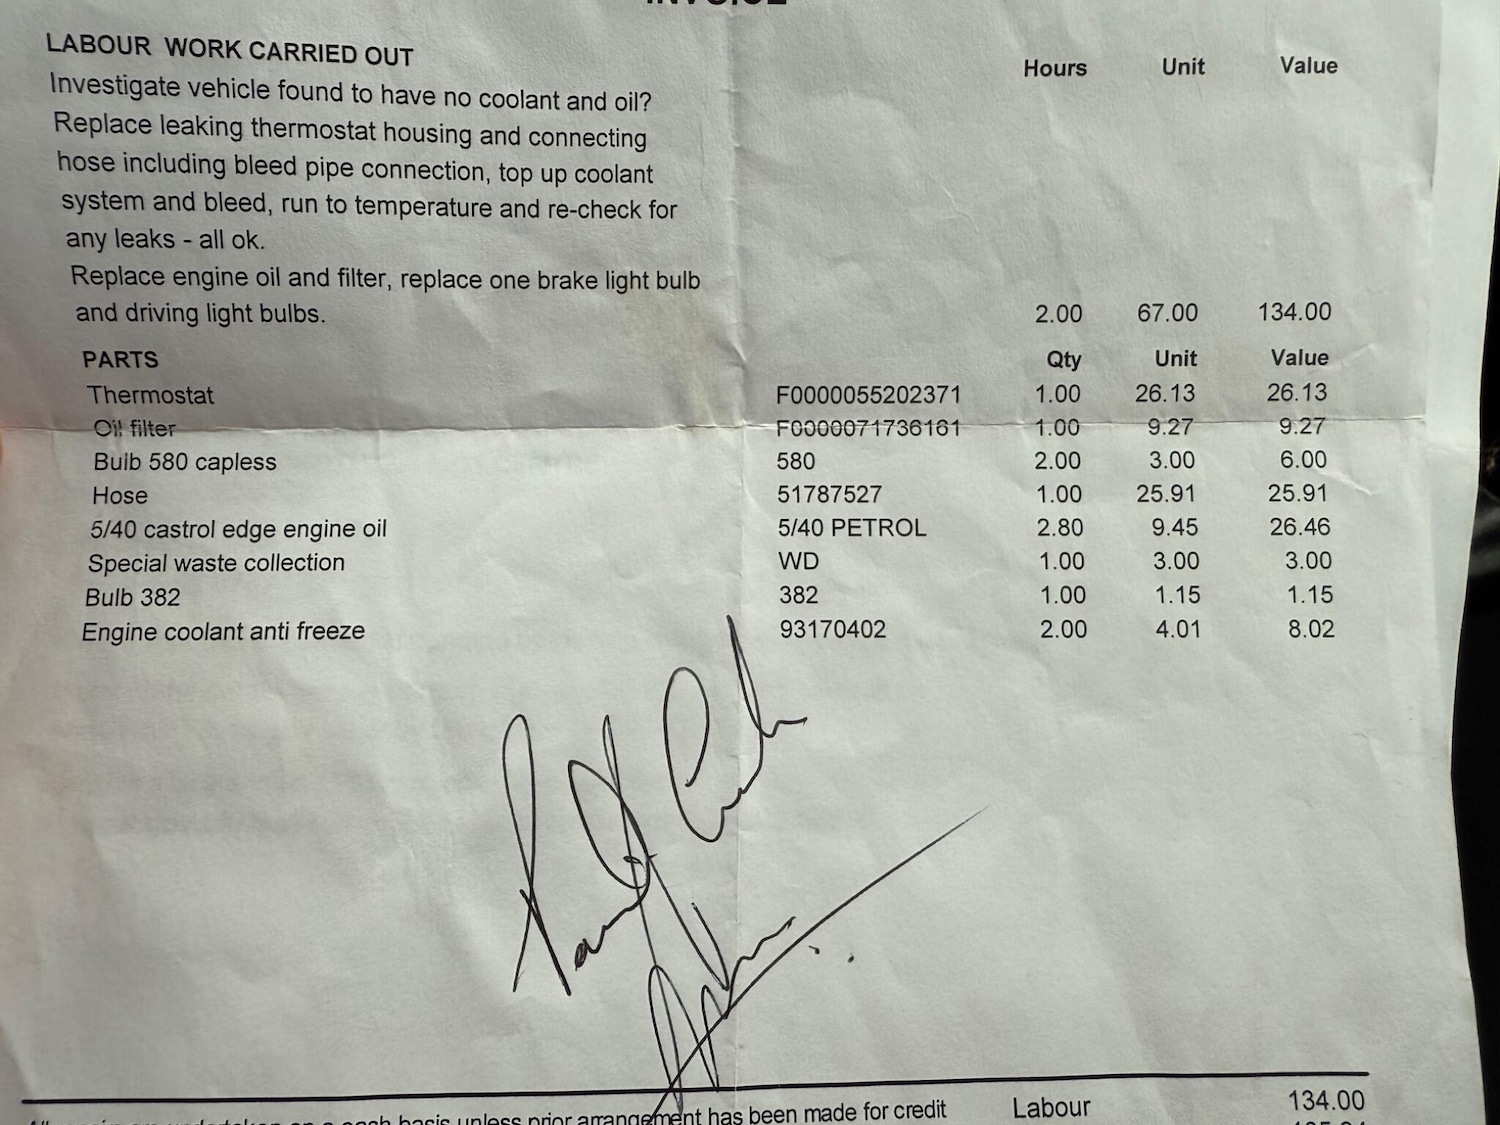 INVOICE
LABOUR WORK CARRIED OUT Hours Unit Value
Investigate vehicle found to have no coolant and oil?
Replace leaking thermostat housing and connecting
hose including bleed pipe connection, top up coolant
system and bleed, run to temperature and re-check for
any leaks - all ok.
Replace engine oil and filter, replace one brake light bulb
and driving light bulbs. 2.00 67.00 134.00
PARTS Qty Unit Value
Thermostat F0000055202371 1.00 26.13 26.13
Oil filter F0000071736161 1.00 9.27 9.27
Bulb 580 capless 580 2.00 3.00 6.00
Hose 51787527 1.00 25.91 25.91
5/40 castrol edge engine oil 5/40 PETROL 2.80 9.45 26.46
Special waste collection WD 1.00 3.00 3.00
Bulb 382 382 1.00 1.15 1.15
Engine coolant anti freeze 93170402 2.00 4.01 8.02
on a cash basis unless prior arrangement has been made for credit Labour 134.00